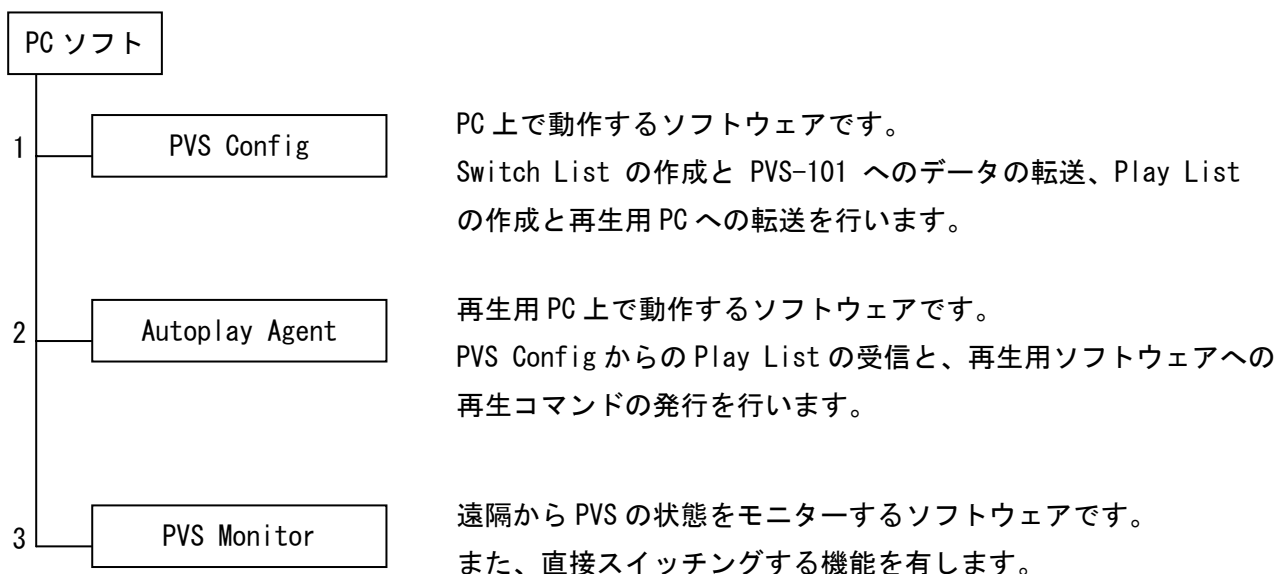 PC ソフト
1
PVS Config
PC 上で動作するソフトウェアです。
Switch List の作成と PVS-101 へのデータの転送、Play List
の作成と再生用 PC への転送を行います。
2
Autoplay Agent
再生用 PC 上で動作するソフトウェアです。
PVS Config からの Play List の受信と、再生用ソフトウェアへの
再生コマンドの発行を行います。
3
PVS Monitor
遠隔から PVS の状態をモニターするソフトウェアです。
また、直接スイッチングする機能を有します。